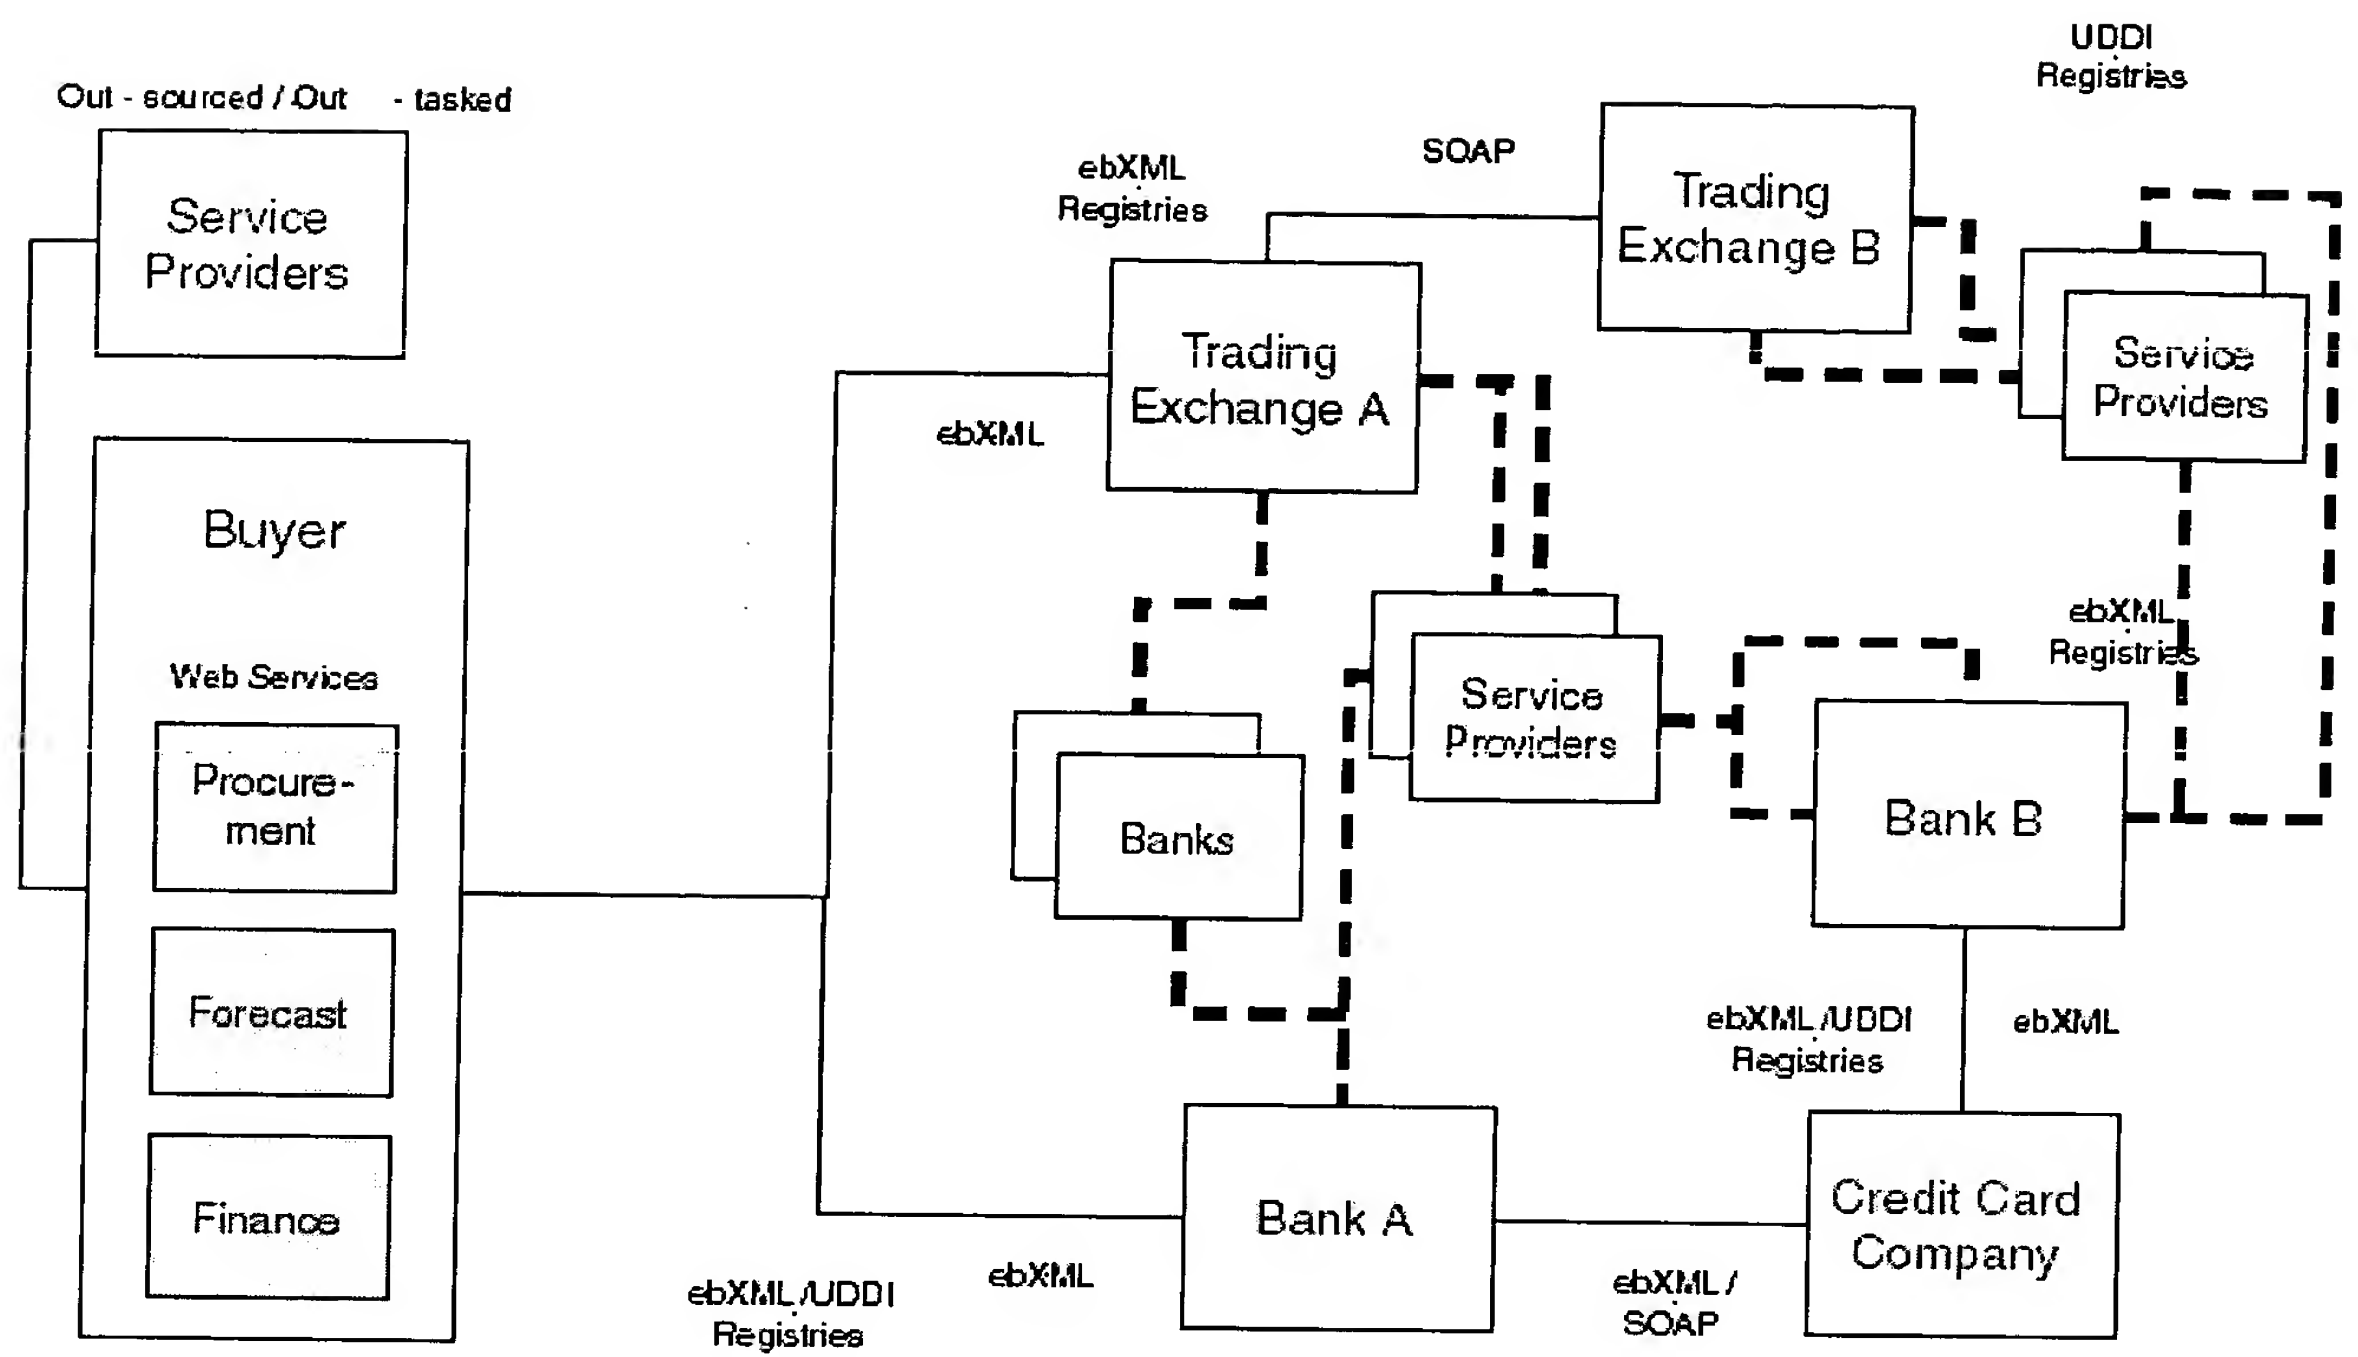 Out - sourced / Out - tasked
Service
Providers
Buyer
Web Services
Procure-
ment
Forecast
Finance
ebXML
Registries
SOAP
UDDI
Registries
Trading
Exchange B
Trading
Exchange A
Service
Providers
ebXML
ebXML
Registries
Service
Providers
Banks
Bank B
ebXML/UDDI
Registries
ebXML
Bank A
Credit Card
Company
ebXML
ebXML/UDDI
Registries
ebXML/
SOAP